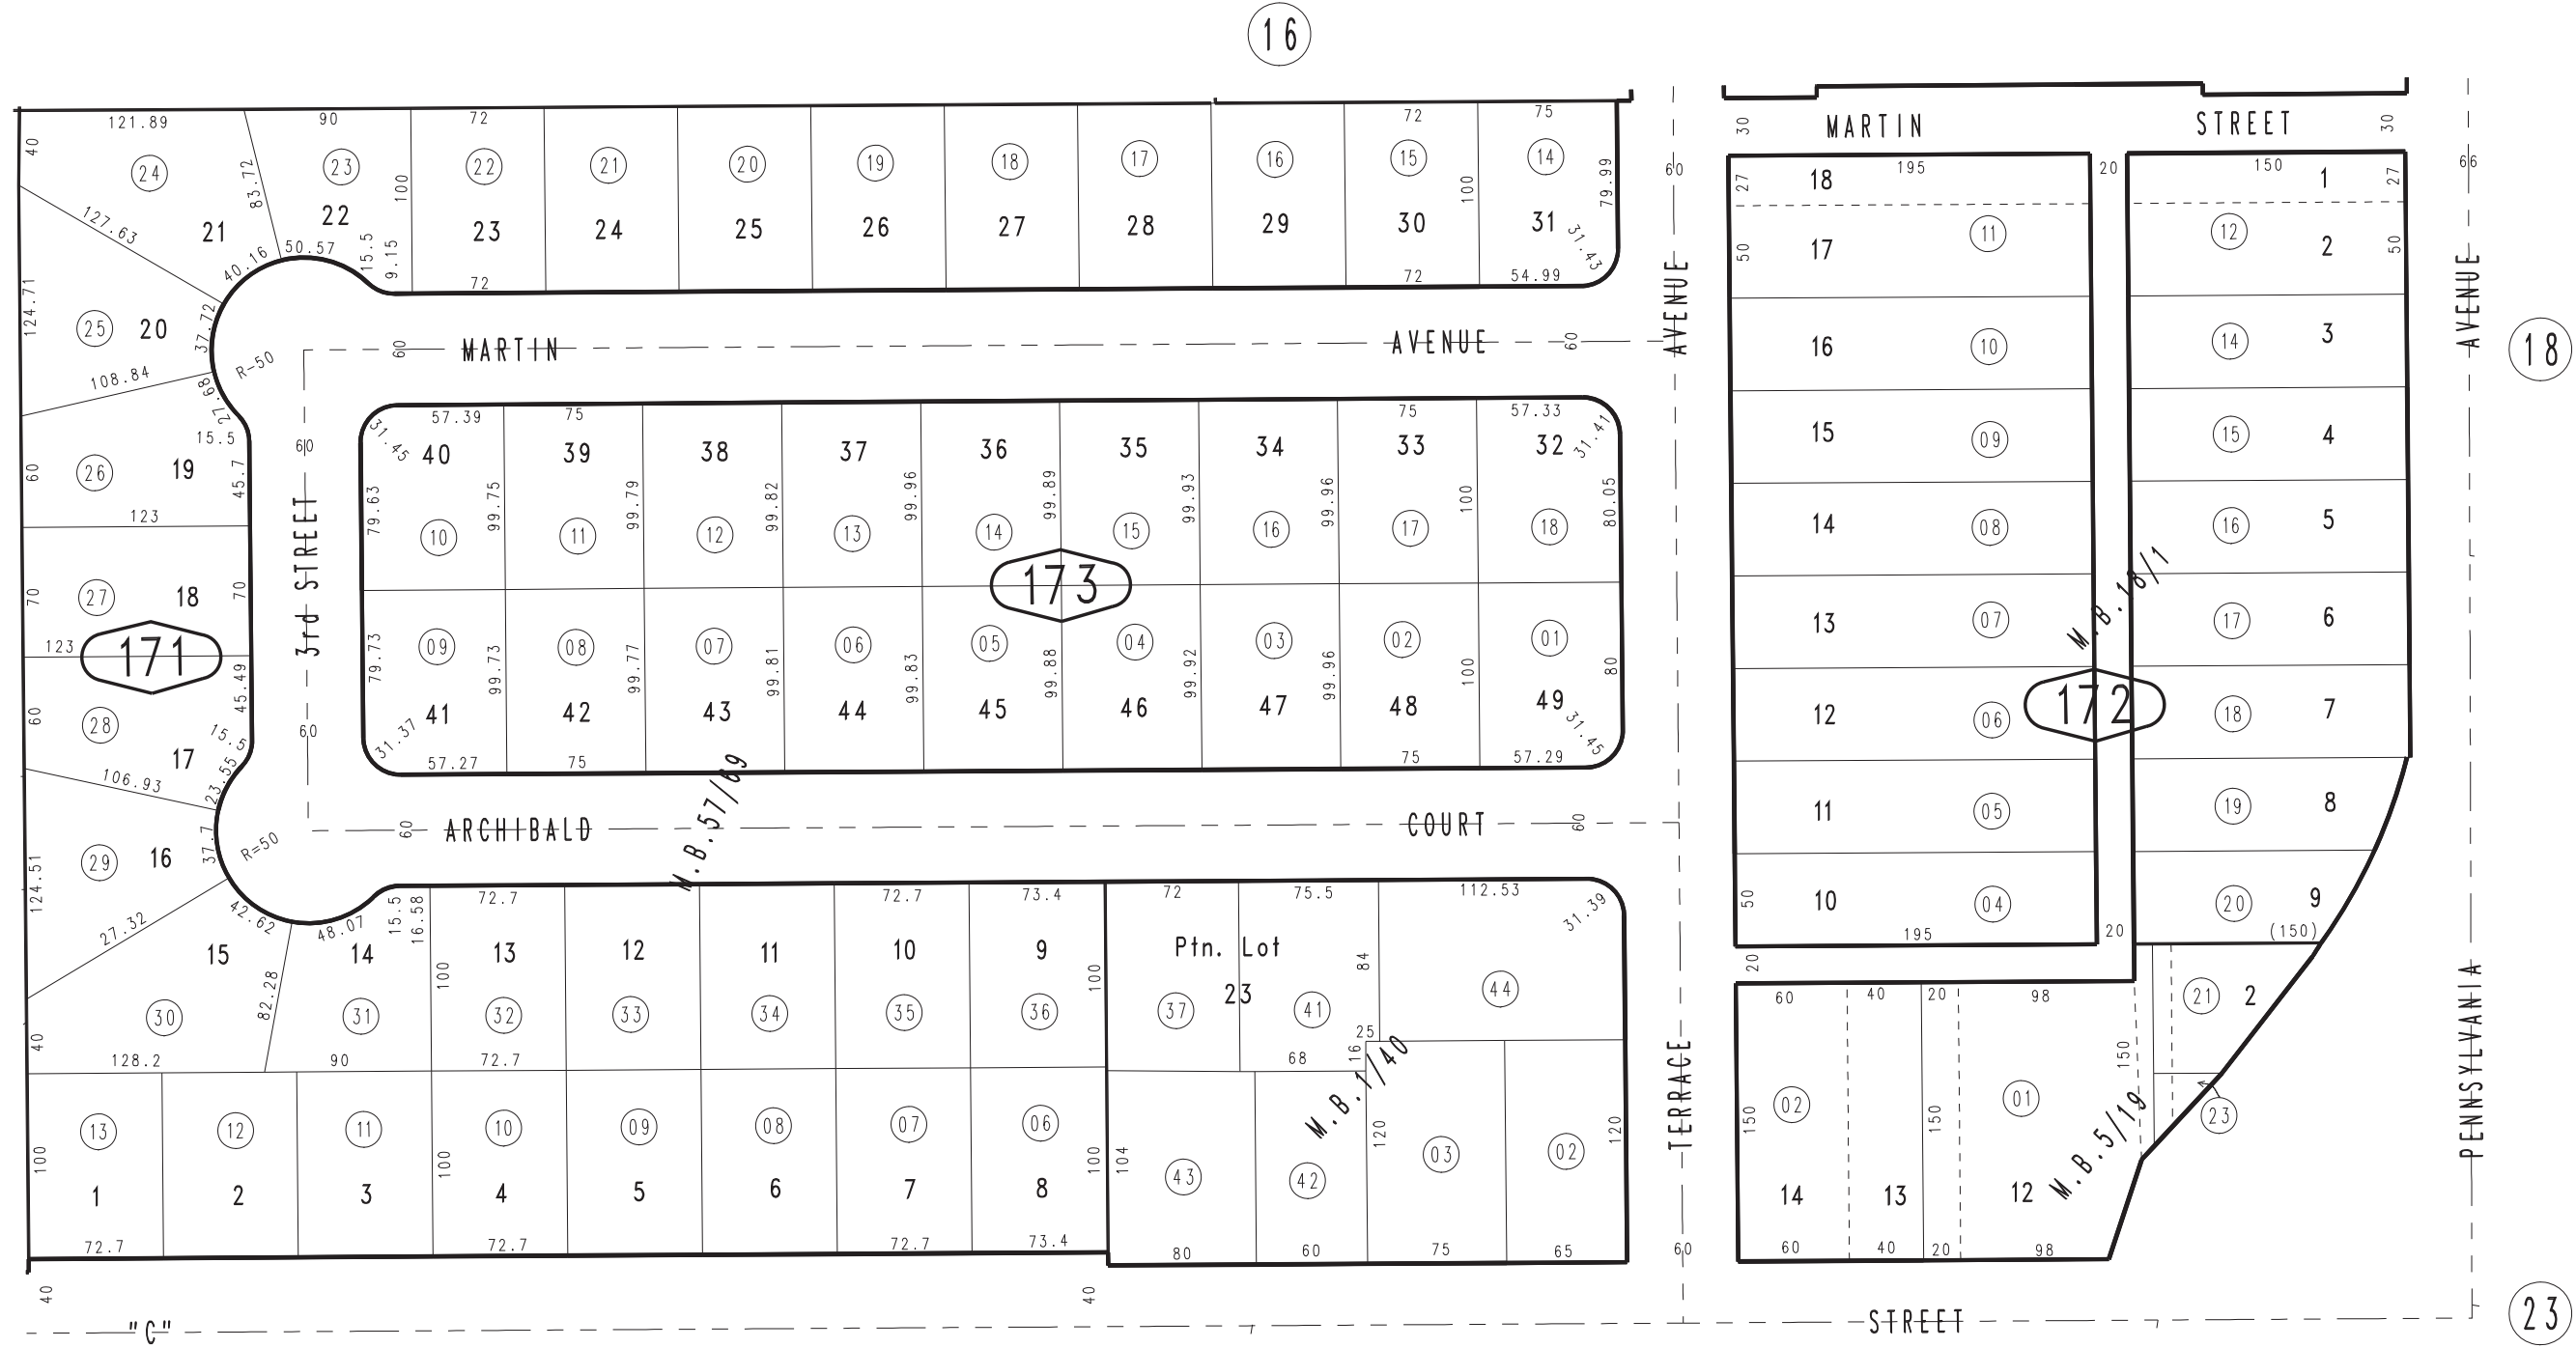 16
121.89 90 72 72 75
40 24 83.72 23 100 22 21 20 19 18 17 16 15 100 14 79.99
127.63 21 22 23 24 25 26 27 28 29 30 31
40.16 50.57 15.5 9.15 72 72 54.99 31.43
124.71 25 20 37.72 R-50
108.84 27.68
60 MARTIN AVENUE 60
15.5 60
60 26 19 45.7
123
3rd STREET
70 27 18 70
123
171
45.49
60 28 17 15.5 60
106.93 23.55
29 16 37.7 R=50
124.51
27.32 42.62 48.07 15.5 16.58
57.39 75 75 57.33
31.45 40 39 38 37 36 35 34 33 32 31.41
79.63 99.75 99.79 99.82 99.96 99.89 99.93 99.96 100 80.05
10 11 12 13 14 15 16 17 18
173
09 08 07 06 05 04 03 02 01
79.73 99.73 99.77 99.81 99.83 99.88 99.92 99.96 100 80
41 42 43 44 45 46 47 48 49
31.37 57.27 75 75 57.29 31.45
M.B.57/69
60 ARCHIBALD COURT 60
72.7 72.7 73.4 72 75.5 112.53
31.39
15 14 13 12 11 10 9 Ptn. Lot
23
82.28 100 100 84
30 31 32 33 34 35 36 37 41 44
40 128.2 90 72.7 68 16 25
M.B.1/40
13 12 11 10 09 08 07 06 43 42 03 02
100 100 100 104 120 120
1 2 3 4 5 6 7 8
72.7 72.7 72.7 73.4 80 60 75 65
40 40
"C" STREET
60
AVENUE
TERRACE
60
30 MARTIN STREET 30
195 20 150 66
27 18 1 27
50 17 11 12 2 50
16 10 14 3
15 09 15 4
14 08 16 5
M.B.18/1
13 07 17 6
172
12 06 18 7
11 05 19 8
50 10 04 20 9
195 20 (150)
20
60 40 20 98
21 2
150 02 150 01 150 23
M.B.5/19
14 13 12
60 40 20 98
AVENUE
PENNSYLVANIA
18
23